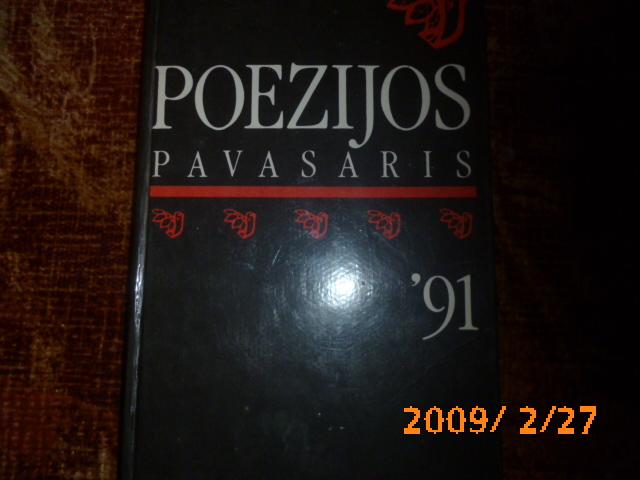 POEZIJOS
PAVASARIS
'91
2009/ 2/27